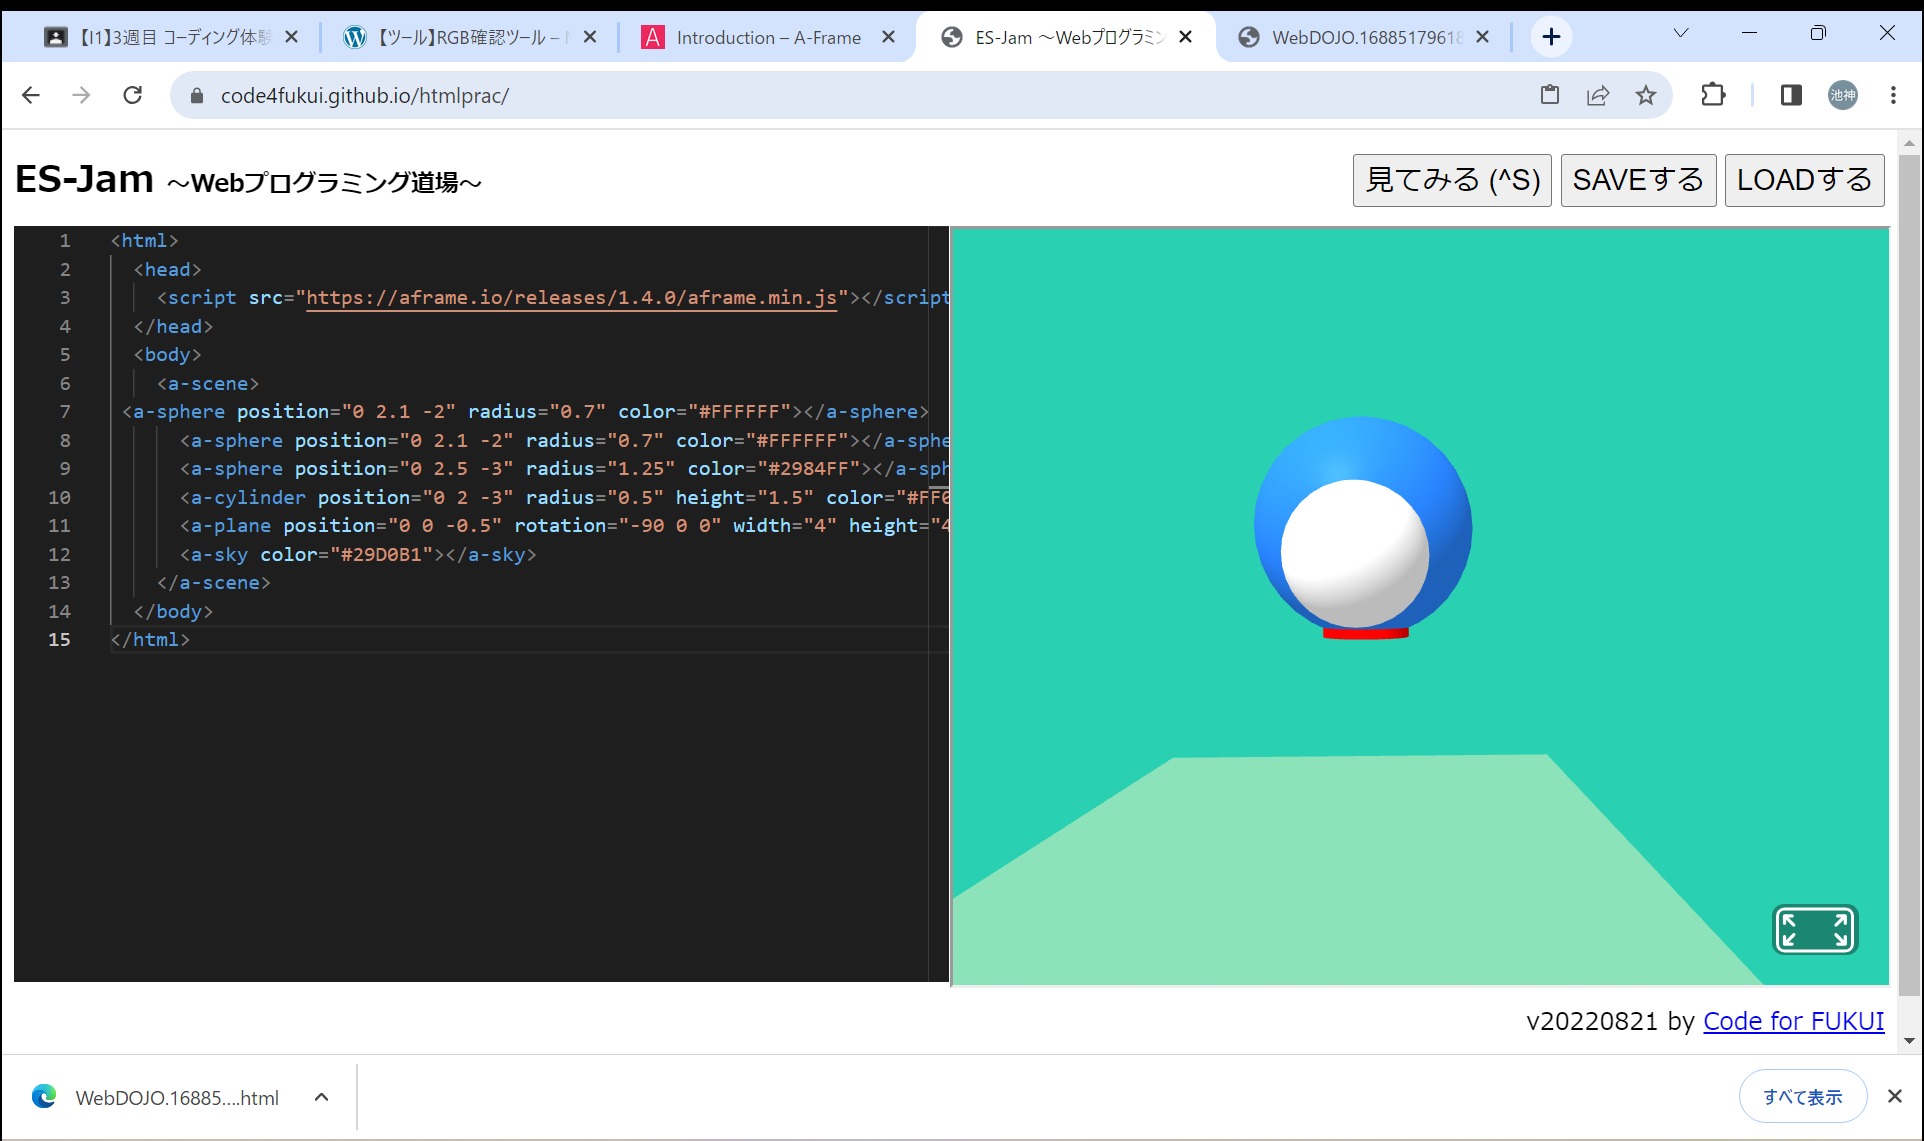 【I1】3週目 コーディング体験
【ツール】RGB確認ツール –
Introduction – A-Frame
ES-Jam ～Webプログラミン
WebDOJO.1688517961
code4fukui.github.io/htmlprac/
池神
ES-Jam ～Webプログラミング道場～
見てみる (^S)
SAVEする
LOADする
1 <html>
2 <head>
3 <script src="https://aframe.io/releases/1.4.0/aframe.min.js"></script
4 </head>
5 <body>
6 <a-scene>
7 <a-sphere position="0 2.1 -2" radius="0.7" color="#FFFFFF"></a-sphere>
8 <a-sphere position="0 2.1 -2" radius="0.7" color="#FFFFFF"></a-sphe
9 <a-sphere position="0 2.5 -3" radius="1.25" color="#2984FF"></a-sph
10 <a-cylinder position="0 2 -3" radius="0.5" height="1.5" color="#FF0
11 <a-plane position="0 0 -0.5" rotation="-90 0 0" width="4" height="4
12 <a-sky color="#29D0B1"></a-sky>
13 </a-scene>
14 </body>
15 </html>
v20220821 by Code for FUKUI
WebDOJO.16885....html
すべて表示